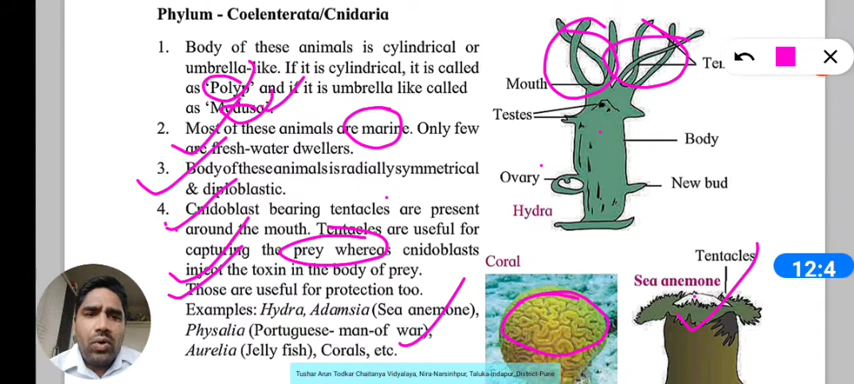 Phylum - Coelenterata/Cnidaria
1. Body of these animals is cylindrical or
umbrella-like. If it is cylindrical, it is called
as 'Polyp' and if it is umbrella like called
as 'Medusa'.
2. Most of these animals are marine. Only few
are fresh-water dwellers.
3. Body of these animals is radially symmetrical
& diploblastic.
4. Cnidoblast bearing tentacles are present
around the mouth. Tentacles are useful for
capturing the prey whereas cnidoblasts
inject the toxin in the body of prey.
Those are useful for protection too.
Examples: Hydra, Adamsia (Sea anemone),
Physalia (Portuguese- man-of war),
Aurelia (Jelly fish), Corals, etc.
Mouth
Testes
Body
Ovary
New bud
Hydra
Coral
Tentacles
Sea anemone
12:4
Tushar Arun Todkar Chaitanya Vidyalaya, Nira-Narsinhpur, Taluka-Indapur, District-Pune